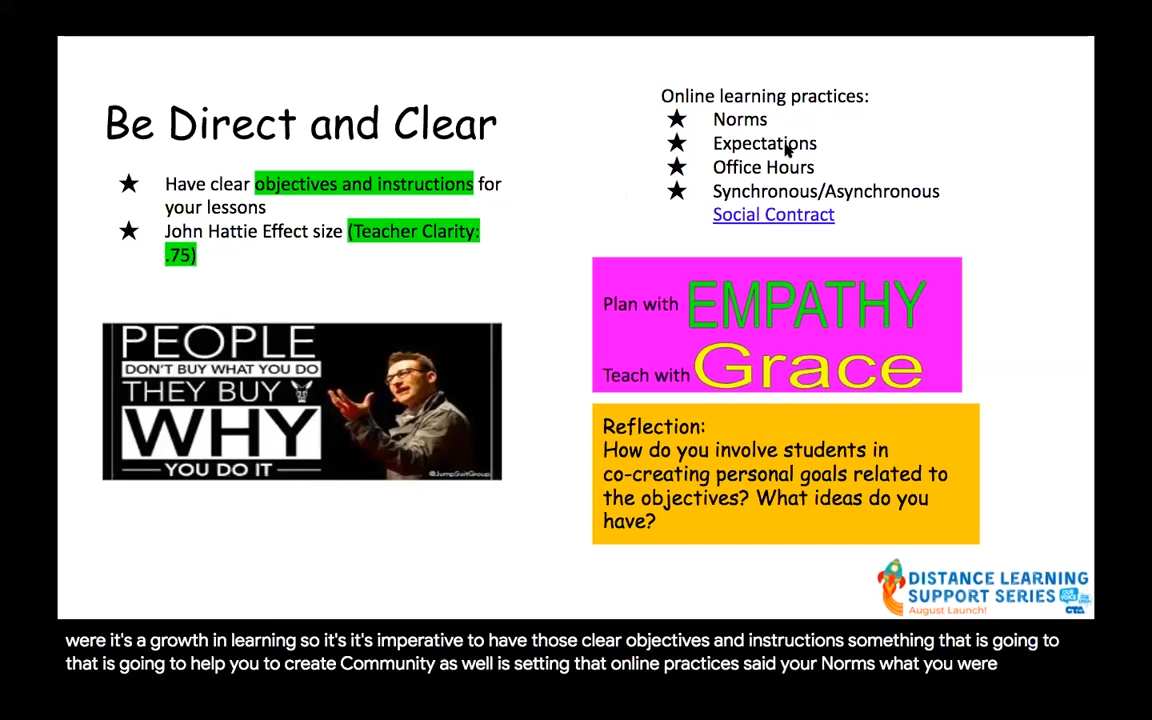 Be Direct and Clear
★ Have clear objectives and instructions for
your lessons
★ John Hattie Effect size (Teacher Clarity:
.75)
PEOPLE
DON'T BUY WHAT YOU DO
THEY BUY
WHY
YOU DO IT
@JumpSuitGroup
Online learning practices:
★ Norms
★ Expectations
★ Office Hours
★ Synchronous/Asynchronous
Social Contract
Plan with EMPATHY
Teach with Grace
Reflection:
How do you involve students in
co-creating personal goals related to
the objectives? What ideas do you
have?
DISTANCE LEARNING
SUPPORT SERIES
August Launch!
CTA
were it's a growth in learning so it's it's imperative to have those clear objectives and instructions something that is going to
that is going to help you to create Community as well is setting that online practices said your Norms what you were